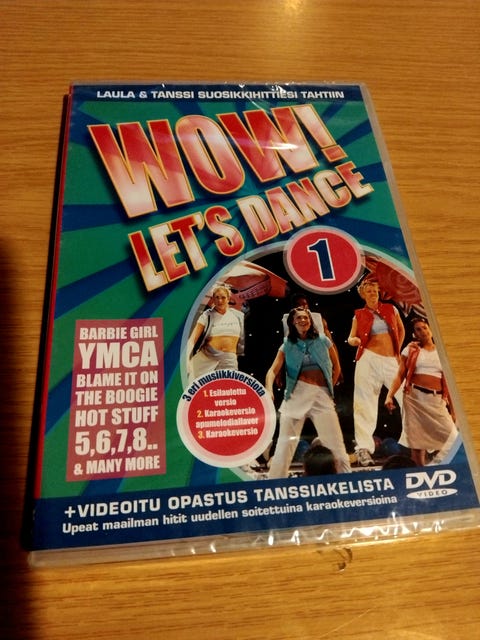 LAULA & TANSSI SUOSIKKIHITTIESI TAHTIIN
WOW!
LET'S DANCE
1
BARBIE GIRL
YMCA
BLAME IT ON
THE BOOGIE
HOT STUFF
5,6,7,8..
& MANY MORE
3 eri musiikkiversiota
1. Esilaulettu
versio
2. Karaokeversio
apumelodiallaver
3. Karaokeversio
+VIDEOITU OPASTUS TANSSIAKELISTA
Upeat maailman hitit uudellen soitettuina karaokeversioina
DVD
VIDEO